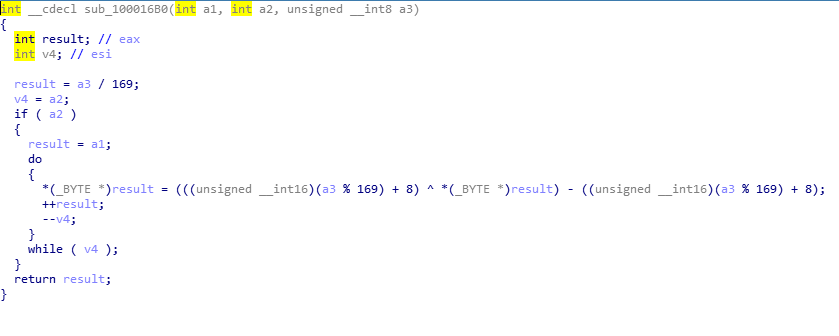 int __cdecl sub_100016B0(int a1, int a2, unsigned __int8 a3)
{
  int result; // eax
  int v4; // esi

  result = a3 / 169;
  v4 = a2;
  if ( a2 )
  {
    result = a1;
    do
    {
      *(_BYTE *)result = (((unsigned __int16)(a3 % 169) + 8) ^ *(_BYTE *)result) - ((unsigned __int16)(a3 % 169) + 8);
      ++result;
      --v4;
    }
    while ( v4 );
  }
  return result;
}